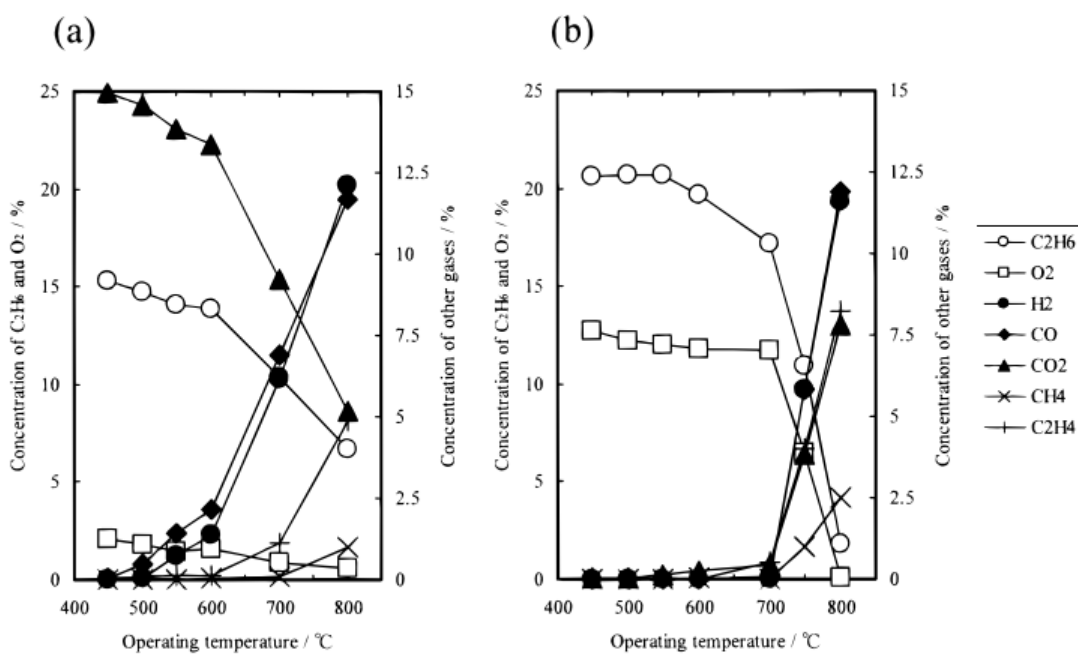 (a)
(b)
Concentration of C2H6 and O2 / %
25
20
15
10
5
0
15
12.5
10
7.5
5
2.5
0
Concentration of other gases / %
400 500 600 700 800
Operating temperature / ℃
Concentration of C2H6 and O2 / %
25
20
15
10
5
0
15
12.5
10
7.5
5
2.5
0
Concentration of other gases / %
400 500 600 700 800
Operating temperature / ℃
C2H6
O2
H2
CO
CO2
CH4
C2H4